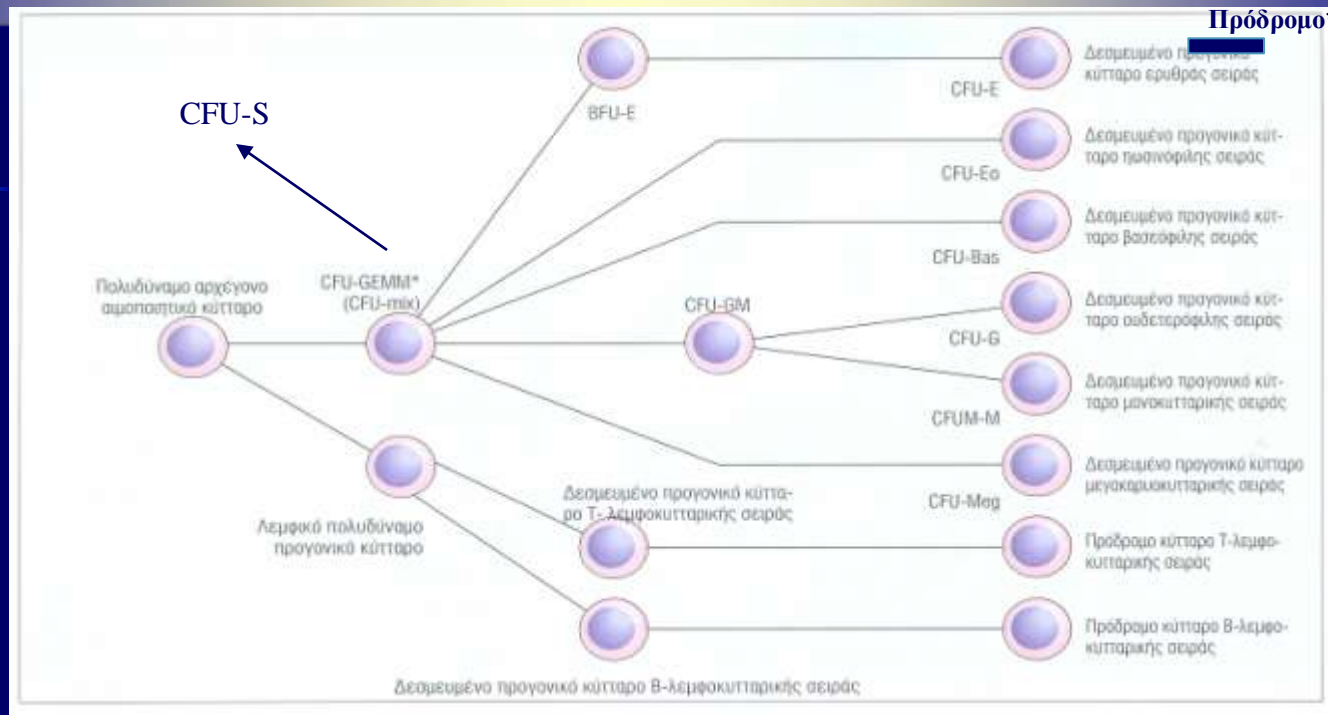 Πρόδρομο
Δεσμευμένο προγονικό
κύτταρο ερυθράς σειράς
CFU-E
BFU-E
CFU-S
Δεσμευμένο προγονικό κύτ-
ταρο ηωσινόφιλης σειράς
CFU-Eo
Δεσμευμένο προγονικό κύτ-
ταρο βασεόφιλης σειράς
CFU-Bas
Πολυδύναμο αρχέγονο
αιμοποιητικό κύτταρο
CFU-GEMM*
(CFU-mix)
CFU-GM
Δεσμευμένο προγονικό κύτ-
ταρο ουδετερόφιλης σειράς
CFU-G
Δεσμευμένο προγονικό κύτ-
ταρο μονοκυτταρικής σειράς
CFUM-M
Δεσμευμένο προγονικό κύτταρο
μεγακαρυοκυτταρικής σειράς
CFU-Meg
Λεμφικό πολυδύναμο
προγονικό κύτταρο
Δεσμευμένο προγονικό κύττα-
ρο Τ- λεμφοκυτταρικής σειράς
Πρόδρομο κύτταρο Τ-λεμφο-
κυτταρικής σειράς
Πρόδρομο κύτταρο Β-λεμφο-
κυτταρικής σειράς
Δεσμευμένο προγονικό κύτταρο Β-λεμφοκυτταρικής σειράς